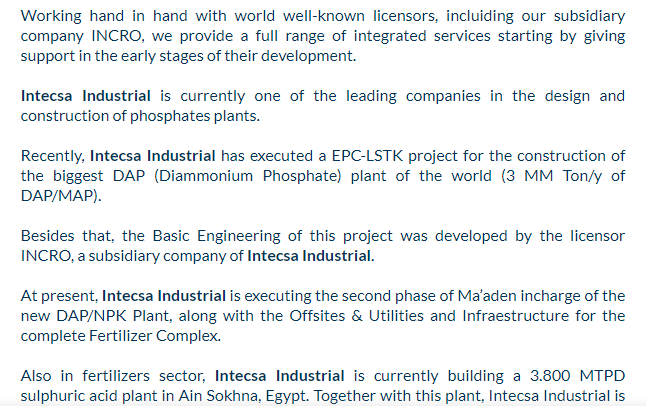 Working hand in hand with world well-known licensors, incluiding our subsidiary
company INCRO, we provide a full range of integrated services starting by giving
support in the early stages of their development.
Intecsa Industrial is currently one of the leading companies in the design and
construction of phosphates plants.
Recently, Intecsa Industrial has executed a EPC-LSTK project for the construction of
the biggest DAP (Diammonium Phosphate) plant of the world (3 MM Ton/y of
DAP/MAP).
Besides that, the Basic Engineering of this project was developed by the licensor
INCRO, a subsidiary company of Intecsa Industrial.
At present, Intecsa Industrial is executing the second phase of Ma'aden incharge of the
new DAP/NPK Plant, along with the Offsites & Utilities and Infraestructure for the
complete Fertilizer Complex.
Also in fertilizers sector, Intecsa Industrial is currently building a 3.800 MTPD
sulphuric acid plant in Ain Sokhna, Egypt. Together with this plant, Intecsa Industrial is